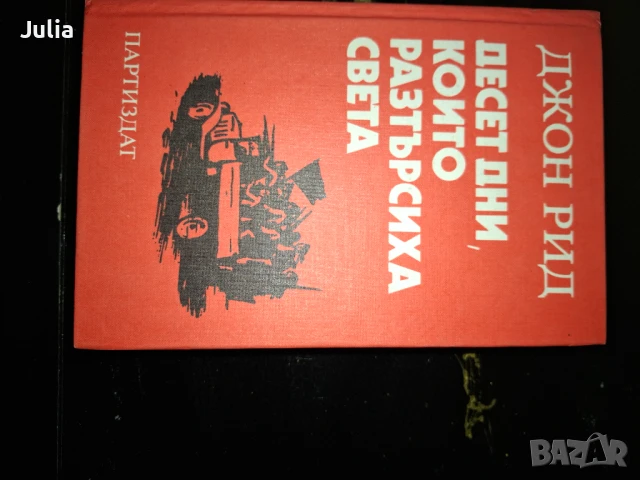 Julia
ДЖОН РИД
ДЕСЕТ ДНИ,
КОИТО
РАЗТЪРСИХА
СВЕТА
ПАРТИЗДАТ
BAZAR